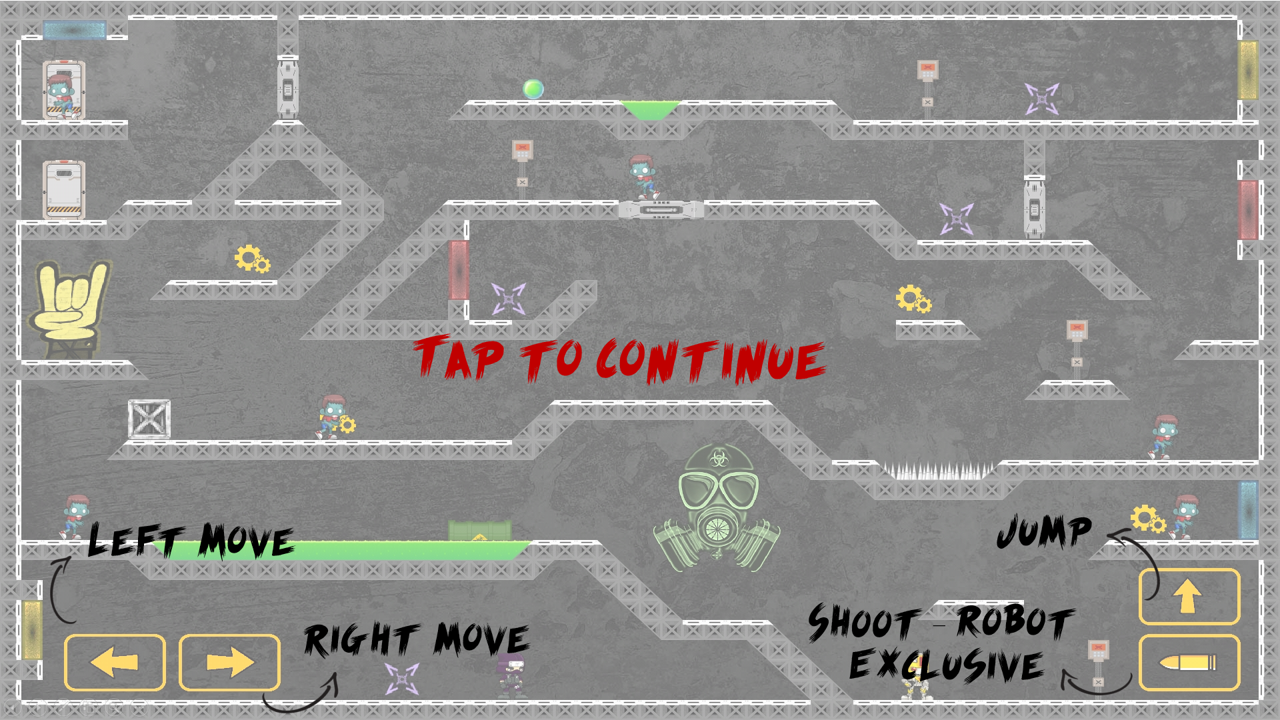 TAP TO CONTINUE
LEFT MOVE
RIGHT MOVE
JUMP
SHOOT - ROBOT
EXCLUSIVE